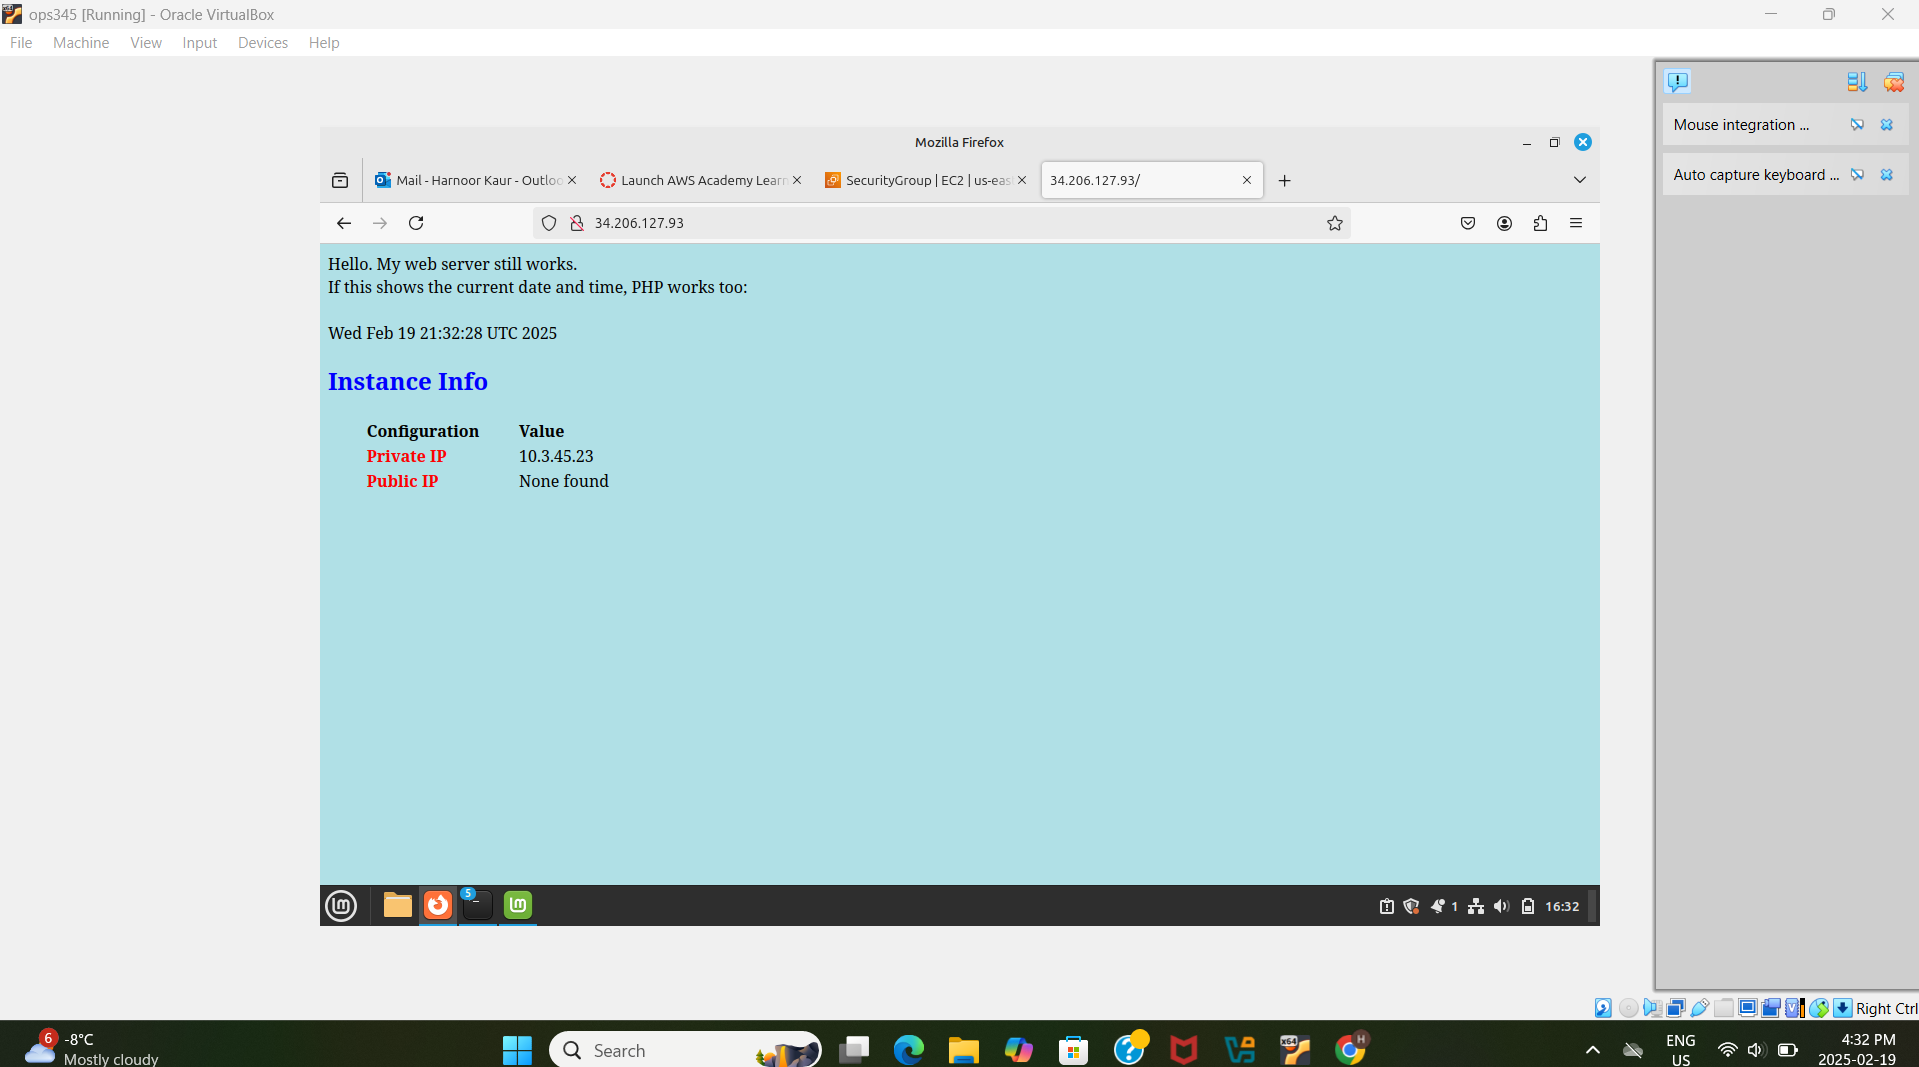 ops345 [Running] - Oracle VirtualBox
File Machine View Input Devices Help
Mouse integration ...
Auto capture keyboard ...
Mozilla Firefox
Mail - Harnoor Kaur - Outloo
Launch AWS Academy Learn
SecurityGroup | EC2 | us-eas
34.206.127.93/
34.206.127.93
Hello. My web server still works.
If this shows the current date and time, PHP works too:
Wed Feb 19 21:32:28 UTC 2025
Instance Info
Configuration Value
Private IP 10.3.45.23
Public IP None found
5
1 16:32
Right Ctrl
6
-8°C
Mostly cloudy
Search
x64
H
ENG
US
4:32 PM
2025-02-19